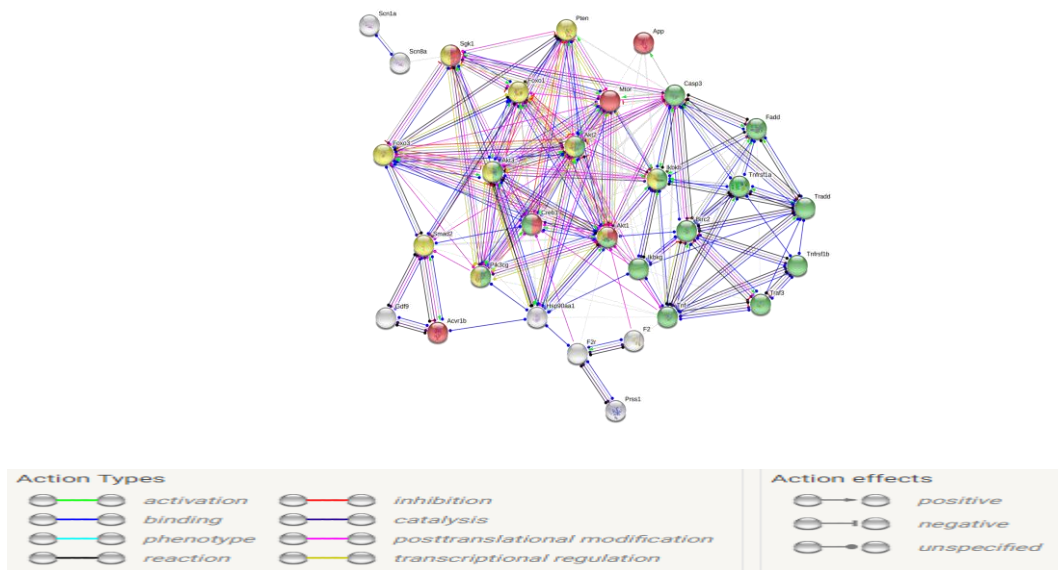 Scn1a
Scn8a
Sgk1
Pten
App
Foxo1
Mtor
Casp3
Fadd
Foxo3
Akt2
Akt3
Ikbkb
Tnfrsf1a
Tradd
Creb1
Akt1
Birc2
Smad2
Tnfrsf1b
Pik3cg
Ikbkg
Traf3
Gdf9
Acvr1b
Hsp90aa1
Tnf
F2r
F2
Prss1
Action Types
activation
inhibition
binding
catalysis
phenotype
posttranslational modification
reaction
transcriptional regulation
Action effects
positive
negative
unspecified